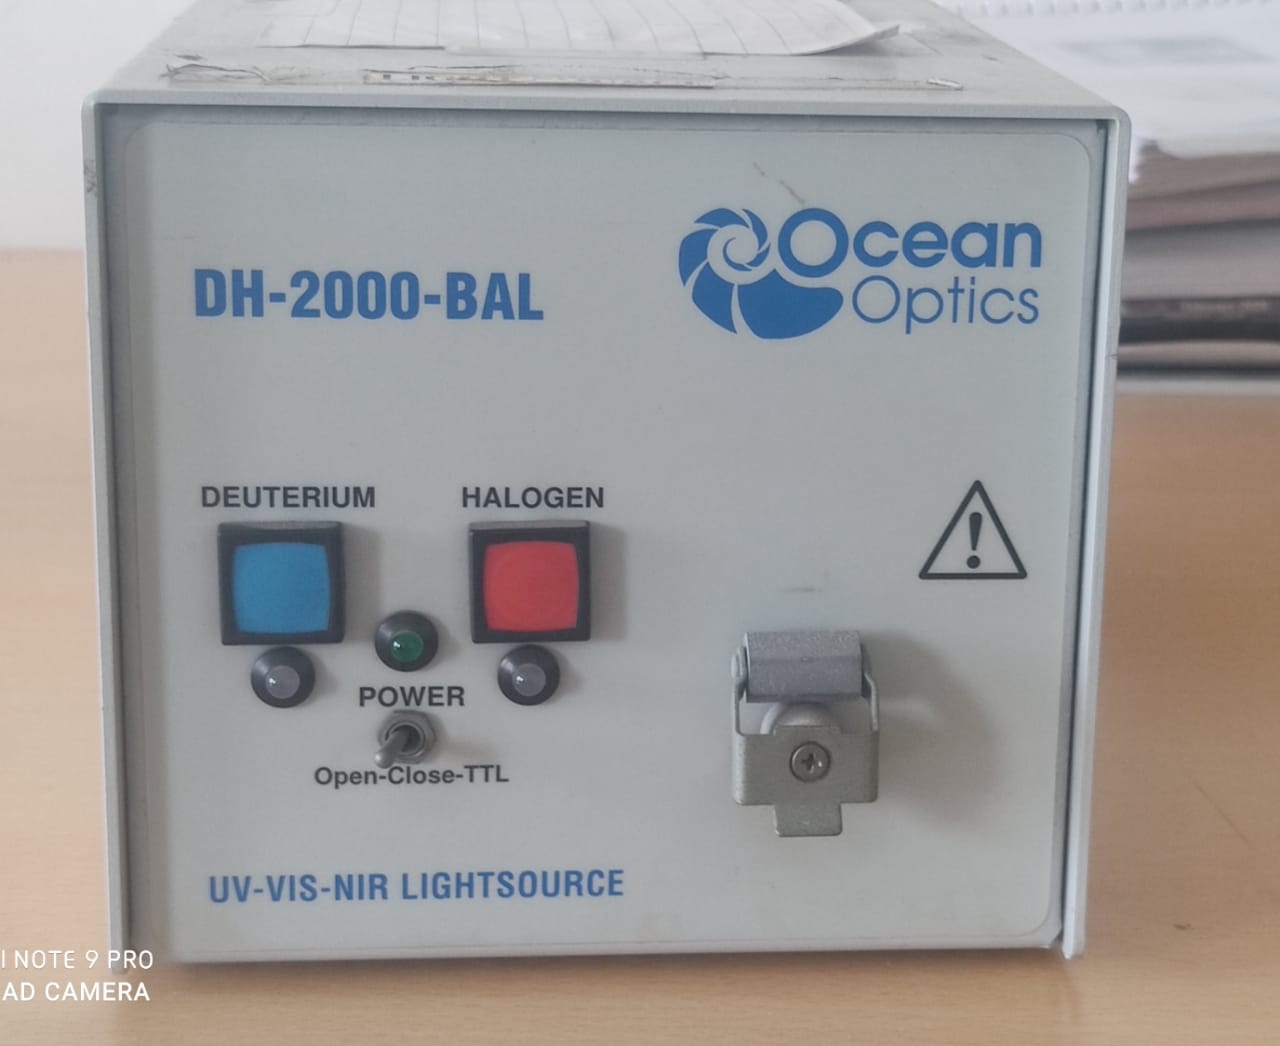 Ocean
Optics
DH-2000-BAL
DEUTERIUM
HALOGEN
POWER
Open-Close-TTL
UV-VIS-NIR LIGHTSOURCE
I NOTE 9 PRO
AD CAMERA